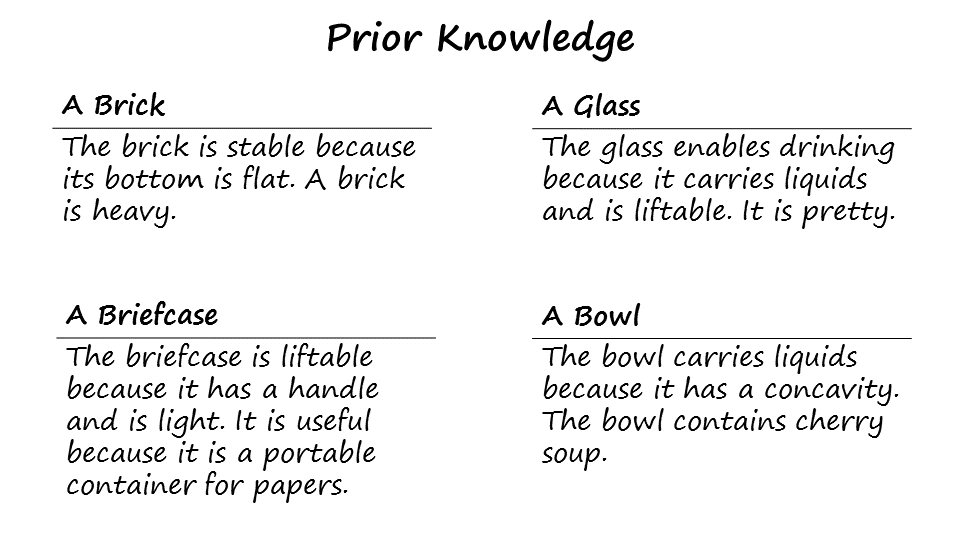 Prior Knowledge
A Brick
The brick is stable because
its bottom is flat. A brick
is heavy.
A Glass
The glass enables drinking
because it carries liquids
and is liftable. It is pretty.
A Briefcase
The briefcase is liftable
because it has a handle
and is light. It is useful
because it is a portable
container for papers.
A Bowl
The bowl carries liquids
because it has a concavity.
The bowl contains cherry
soup.